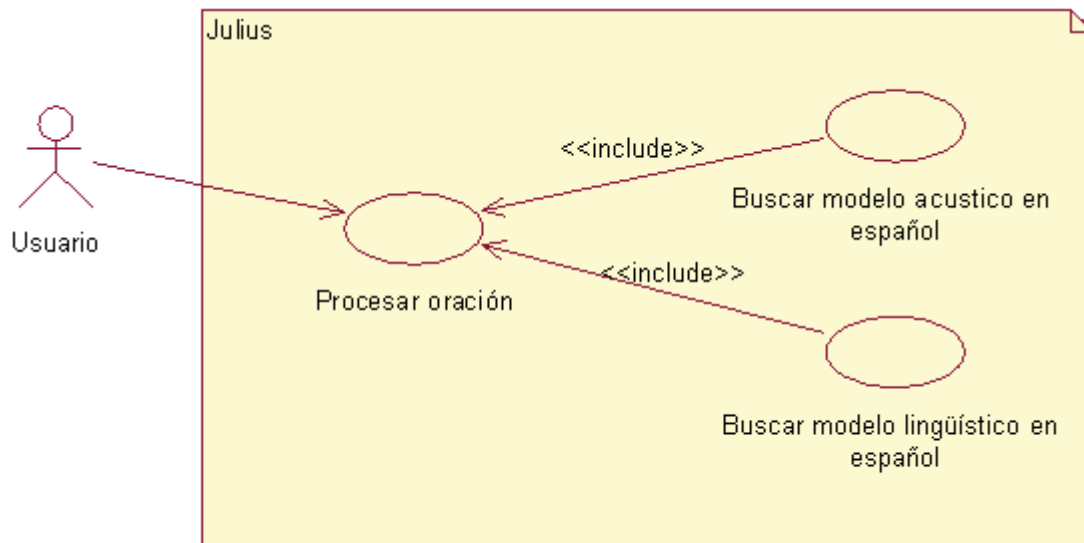 Julius
<<include>>
Buscar modelo acustico en
español
Usuario
<<include>>
Procesar oración
Buscar modelo lingüístico en
español